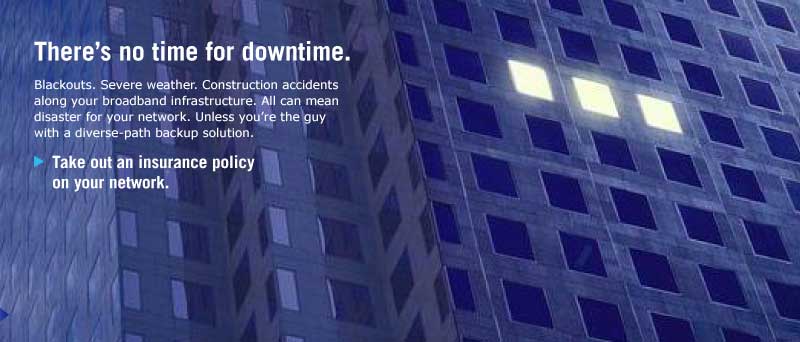 There's no time for downtime.
Blackouts. Severe weather. Construction accidents
along your broadband infrastructure. All can mean
disaster for your network. Unless you're the guy
with a diverse-path backup solution.
Take out an insurance policy
on your network.